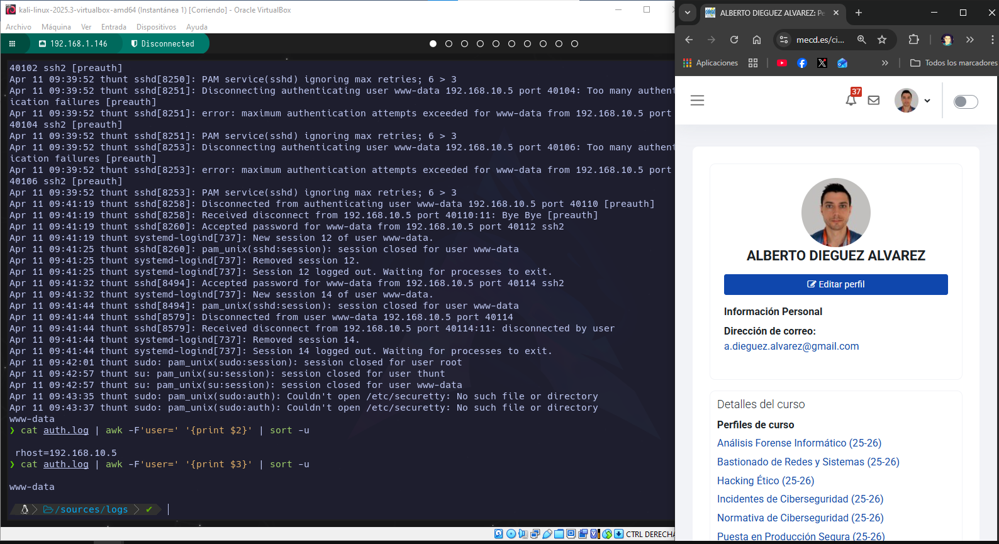 kali-linux-2025.3-virtualbox-amd64 (Instantánea 1) [Corriendo] - Oracle VirtualBox
Archivo Máquina Ver Entrada Dispositivos Ayuda
192.168.1.146 Disconnected
40102 ssh2 [preauth]
Apr 11 09:39:52 thunt sshd[8250]: PAM service(sshd) ignoring max retries; 6 > 3
Apr 11 09:39:52 thunt sshd[8251]: Disconnecting authenticating user www-data 192.168.10.5 port 40104: Too many authent
ication failures [preauth]
Apr 11 09:39:52 thunt sshd[8251]: error: maximum authentication attempts exceeded for www-data from 192.168.10.5 port
40104 ssh2 [preauth]
Apr 11 09:39:52 thunt sshd[8251]: PAM service(sshd) ignoring max retries; 6 > 3
Apr 11 09:39:52 thunt sshd[8253]: Disconnecting authenticating user www-data 192.168.10.5 port 40106: Too many authent
ication failures [preauth]
Apr 11 09:39:52 thunt sshd[8253]: error: maximum authentication attempts exceeded for www-data from 192.168.10.5 port
40106 ssh2 [preauth]
Apr 11 09:39:52 thunt sshd[8253]: PAM service(sshd) ignoring max retries; 6 > 3
Apr 11 09:41:19 thunt sshd[8258]: Disconnected from authenticating user www-data 192.168.10.5 port 40110 [preauth]
Apr 11 09:41:19 thunt sshd[8258]: Received disconnect from 192.168.10.5 port 40110:11: Bye Bye [preauth]
Apr 11 09:41:19 thunt sshd[8260]: Accepted password for www-data from 192.168.10.5 port 40112 ssh2
Apr 11 09:41:19 thunt systemd-logind[737]: New session 12 of user www-data.
Apr 11 09:41:25 thunt sshd[8260]: pam_unix(sshd:session): session closed for user www-data
Apr 11 09:41:25 thunt systemd-logind[737]: Removed session 12.
Apr 11 09:41:25 thunt systemd-logind[737]: Session 12 logged out. Waiting for processes to exit.
Apr 11 09:41:32 thunt sshd[8494]: Accepted password for www-data from 192.168.10.5 port 40114 ssh2
Apr 11 09:41:32 thunt systemd-logind[737]: New session 14 of user www-data.
Apr 11 09:41:44 thunt sshd[8494]: pam_unix(sshd:session): session closed for user www-data
Apr 11 09:41:44 thunt sshd[8579]: Disconnected from user www-data 192.168.10.5 port 40114
Apr 11 09:41:44 thunt sshd[8579]: Received disconnect from 192.168.10.5 port 40114:11: disconnected by user
Apr 11 09:41:44 thunt systemd-logind[737]: Removed session 14.
Apr 11 09:41:44 thunt systemd-logind[737]: Session 14 logged out. Waiting for processes to exit.
Apr 11 09:42:01 thunt sudo: pam_unix(sudo:session): session closed for user root
Apr 11 09:42:57 thunt su: pam_unix(su:session): session closed for user thunt
Apr 11 09:42:57 thunt su: pam_unix(su:session): session closed for user www-data
Apr 11 09:43:35 thunt sudo: pam_unix(sudo:auth): Couldn't open /etc/securetty: No such file or directory
Apr 11 09:43:37 thunt sudo: pam_unix(sudo:auth): Couldn't open /etc/securetty: No such file or directory
www-data
❯ cat auth.log | awk -F'user=' '{print $2}' | sort -u
rhost=192.168.10.5
❯ cat auth.log | awk -F'user=' '{print $3}' | sort -u
www-data
/sources/logs ✔
CTRL DERECHA
ALBERTO DIEGUEZ ALVAREZ: Pe
mecd.es/ci...
Aplicaciones
Todos los marcadores
37
ALBERTO DIEGUEZ ALVAREZ
Editar perfil
Información Personal
Dirección de correo:
a.dieguez.alvarez@gmail.com
Detalles del curso
Perfiles de curso
Análisis Forense Informático (25-26)
Bastionado de Redes y Sistemas (25-26)
Hacking Ético (25-26)
Incidentes de Ciberseguridad (25-26)
Normativa de Ciberseguridad (25-26)
Puesta en Producción Segura (25-26)